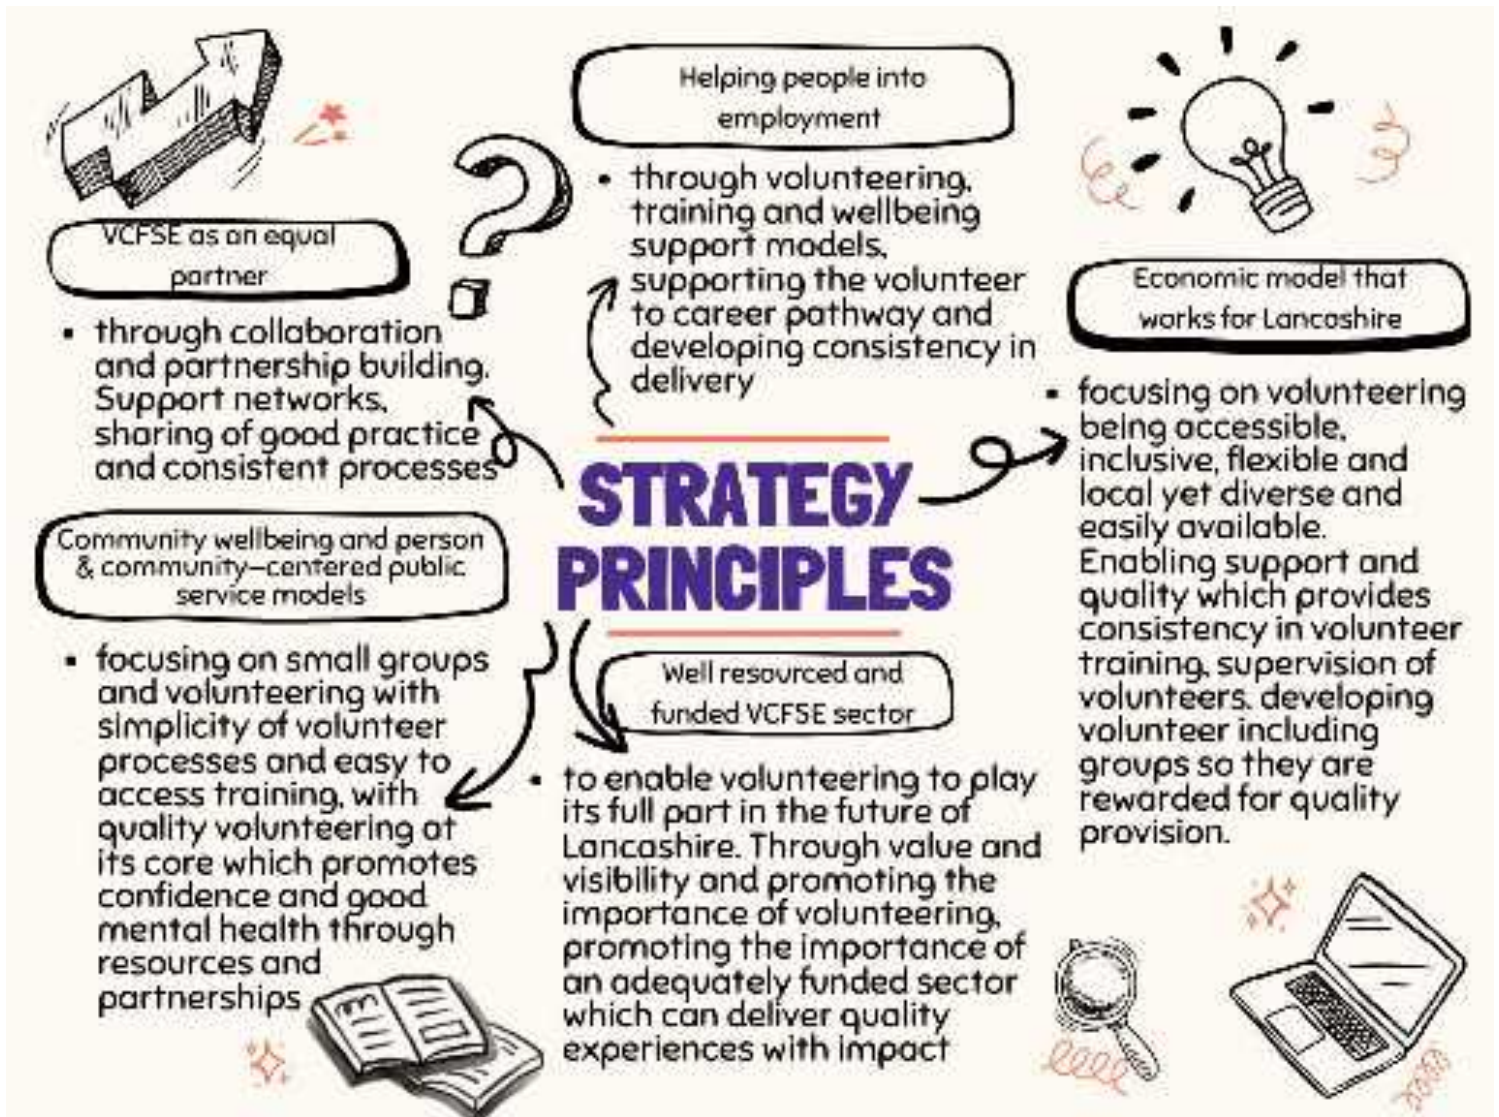 Helping people into
employment
through volunteering,
training and wellbeing
support models,
supporting the volunteer
to career pathway and
developing consistency in
delivery
VCFSE as an equal
partner
through collaboration
and partnership building.
Support networks,
sharing of good practice
and consistent processes
Economic model that
works for Lancashire
focusing on volunteering
being accessible,
inclusive, flexible and
local yet diverse and
easily available.
Enabling support and
quality which provides
consistency in volunteer
training, supervision of
volunteers. developing
volunteer including
groups so they are
rewarded for quality
provision.
STRATEGY
PRINCIPLES
Community wellbeing and person
& community-centered public
service models
focusing on small groups
and volunteering with
simplicity of volunteer
processes and easy to
access training, with
quality volunteering at
its core which promotes
confidence and good
mental health through
resources and
partnerships
Well resourced and
funded VCFSE sector
to enable volunteering to play
its full part in the future of
Lancashire. Through value and
visibility and promoting the
importance of volunteering,
promoting the importance of
an adequately funded sector
which can deliver quality
experiences with impact